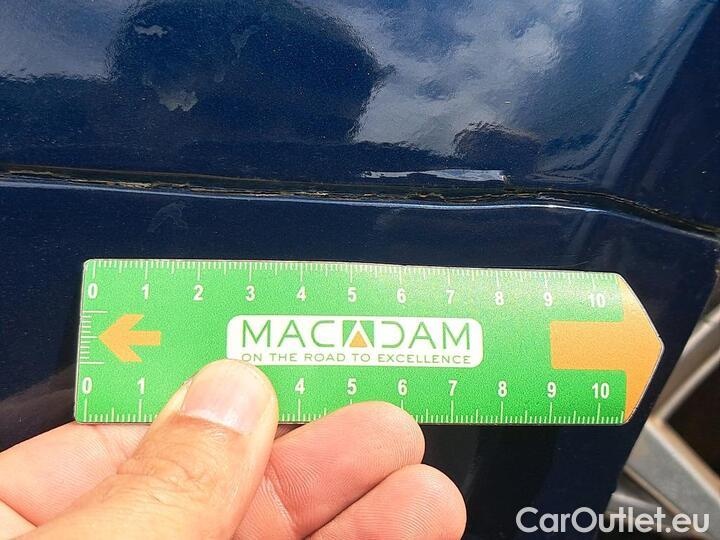 0 1 2 3 4 5 6 7 8 9 10
MACADAM
ON THE ROAD TO EXCELLENCE
0 1 4 5 6 7 8 9 10
CarOutlet.eu